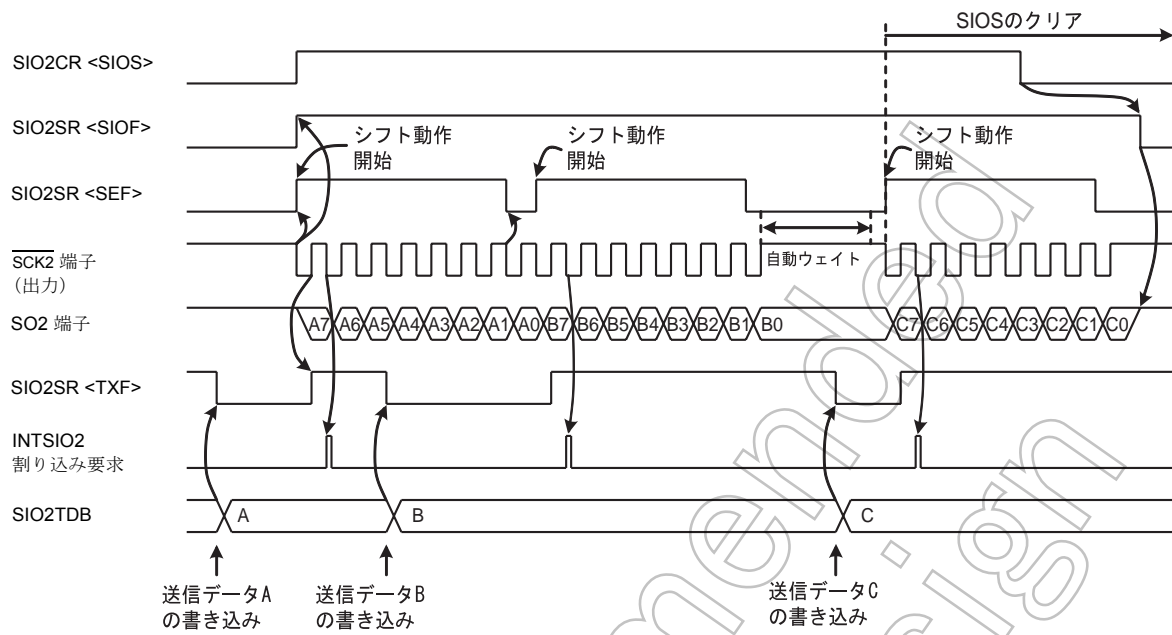 SIOSのクリア
SIO2CR <SIOS>
SIO2SR <SIOF>
シフト動作
開始
シフト動作
開始
シフト動作
開始
SIO2SR <SEF>
SCK2 端子
(出力)
自動ウェイト
SO2 端子
A7 A6 A5 A4 A3 A2 A1 A0 B7 B6 B5 B4 B3 B2 B1 B0 C7 C6 C5 C4 C3 C2 C1 C0
SIO2SR <TXF>
INTSIO2
割り込み要求
SIO2TDB
A B C
送信データA
の書き込み
送信データB
の書き込み
送信データC
の書き込み
mended
sign